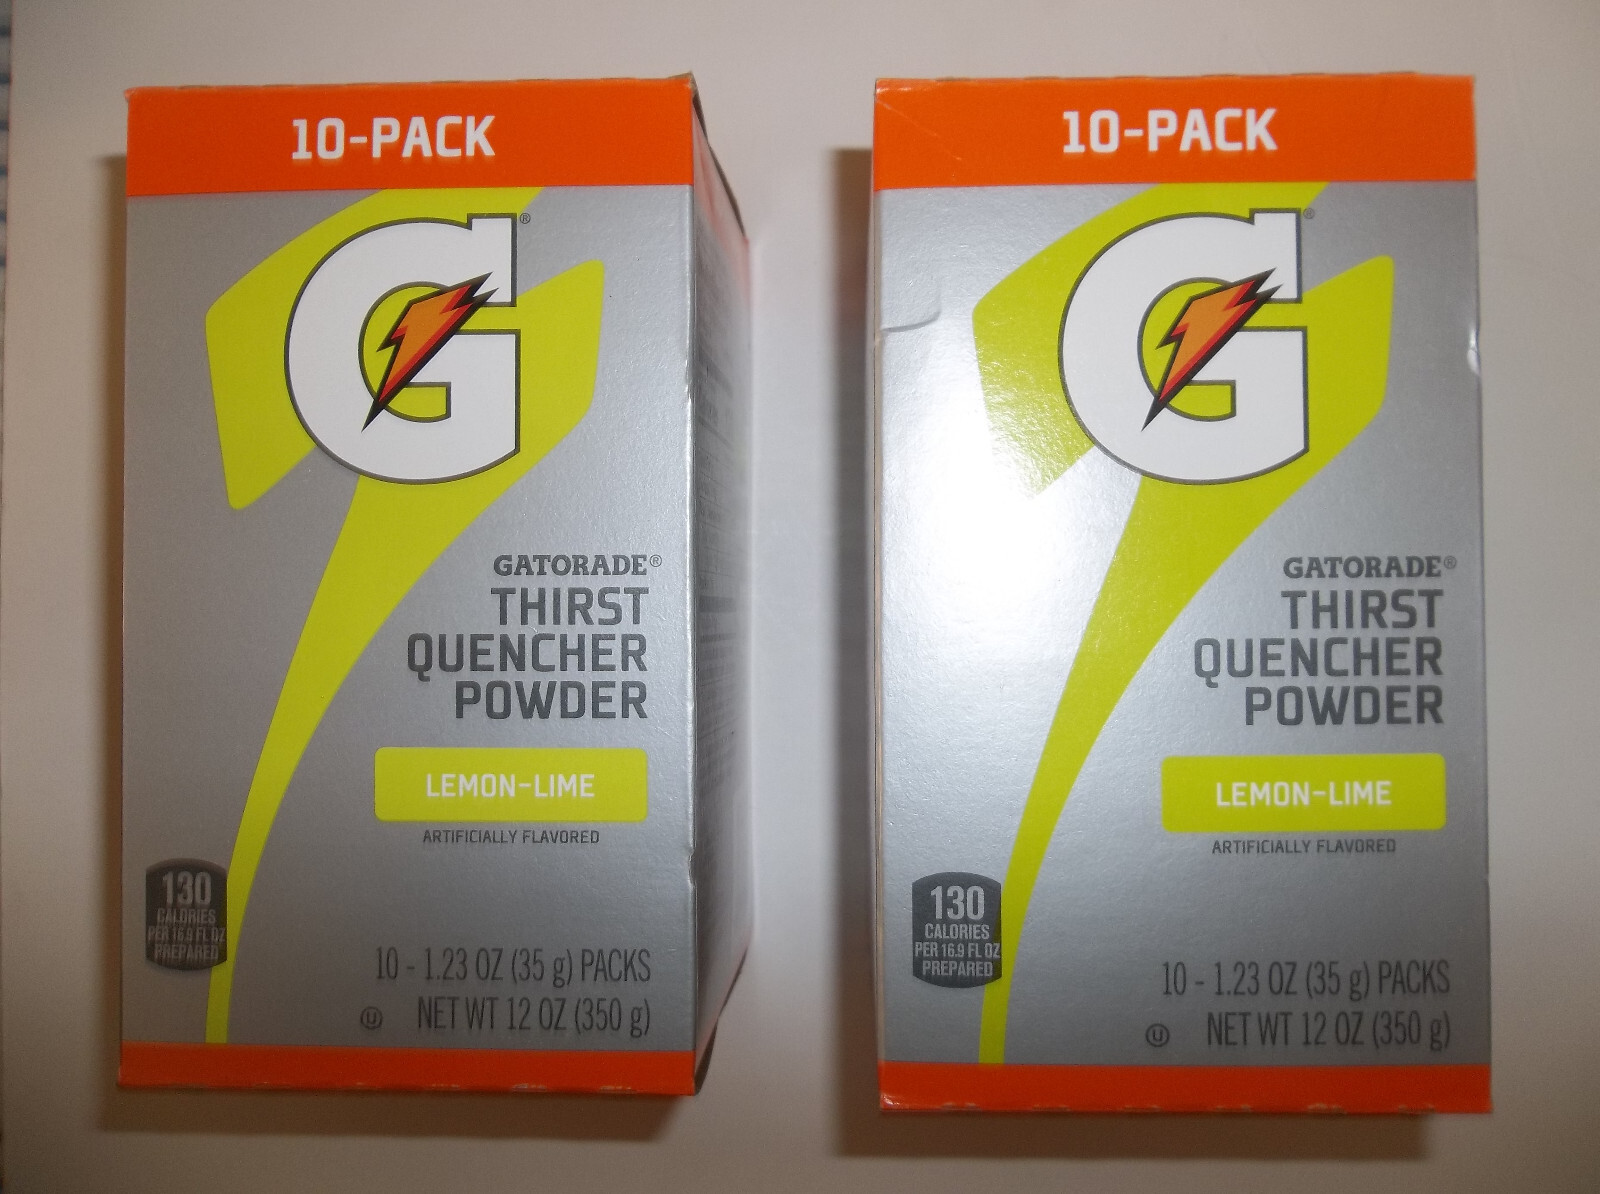 10-PACK
G®
GATORADE®
THIRST
QUENCHER
POWDER
LEMON-LIME
ARTIFICIALLY FLAVORED
130
CALORIES
PER 16.9 FL OZ
PREPARED
10 - 1.23 OZ (35 g) PACKS
U NET WT 12 OZ (350 g)
10-PACK
G®
GATORADE®
THIRST
QUENCHER
POWDER
LEMON-LIME
ARTIFICIALLY FLAVORED
130
CALORIES
PER 16.9 FL OZ
PREPARED
10 - 1.23 OZ (35 g) PACKS
U NET WT 12 OZ (350 g)